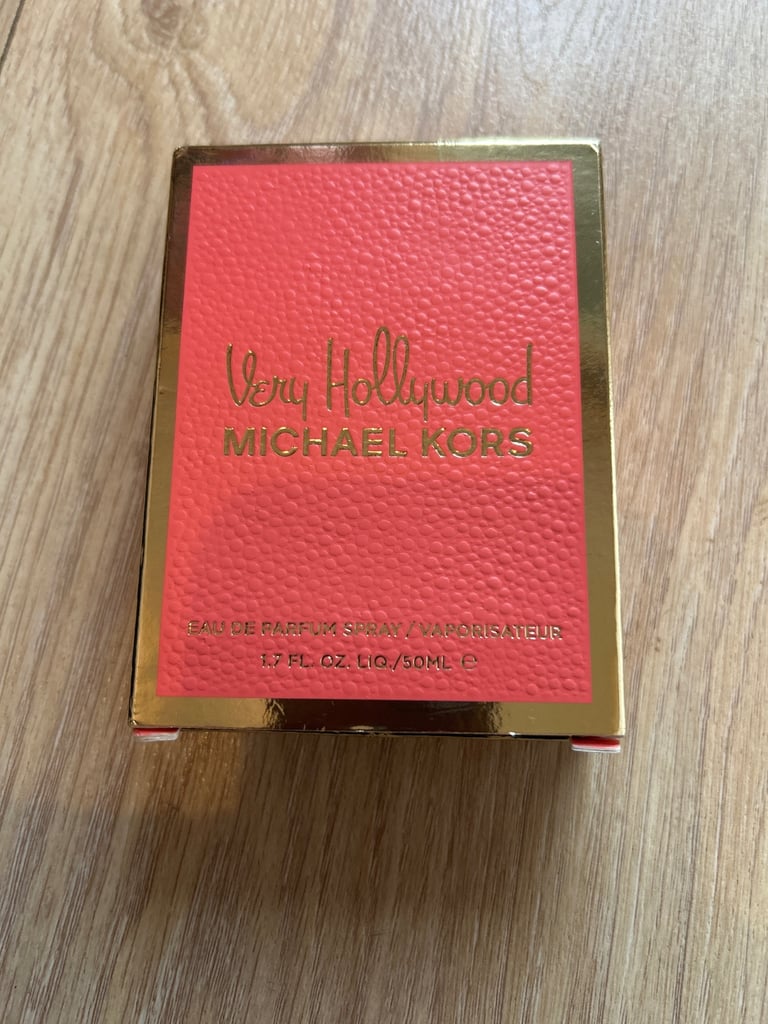 Very Hollywood
MICHAEL KORS
EAU DE PARFUM SPRAY / VAPORISATEUR
1.7 FL. OZ. LIQ./50ML ℮